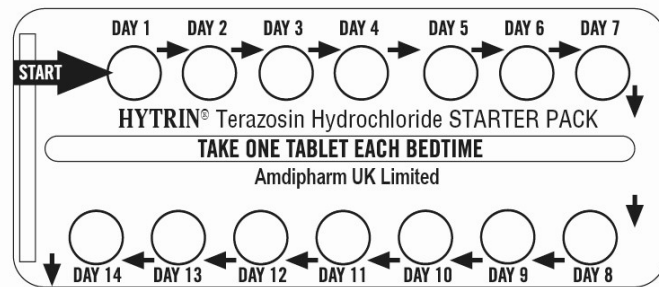 DAY 1 DAY 2 DAY 3 DAY 4 DAY 5 DAY 6 DAY 7
START
HYTRIN® Terazosin Hydrochloride STARTER PACK
TAKE ONE TABLET EACH BEDTIME
Amdipharm UK Limited
DAY 14 DAY 13 DAY 12 DAY 11 DAY 10 DAY 9 DAY 8